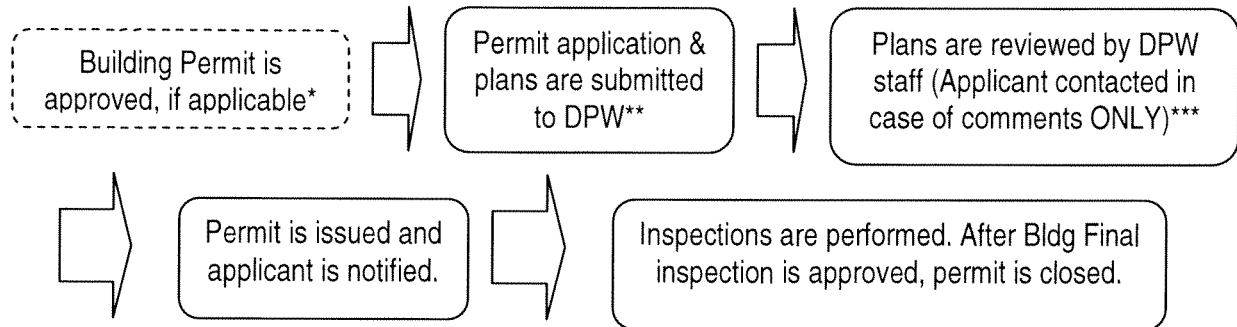 Building Permit is
approved, if applicable*
Permit application &
plans are submitted
to DPW**
Plans are reviewed by DPW
staff (Applicant contacted in
case of comments ONLY)***
Permit is issued and
applicant is notified.
Inspections are performed. After Bldg Final
inspection is approved, permit is closed.